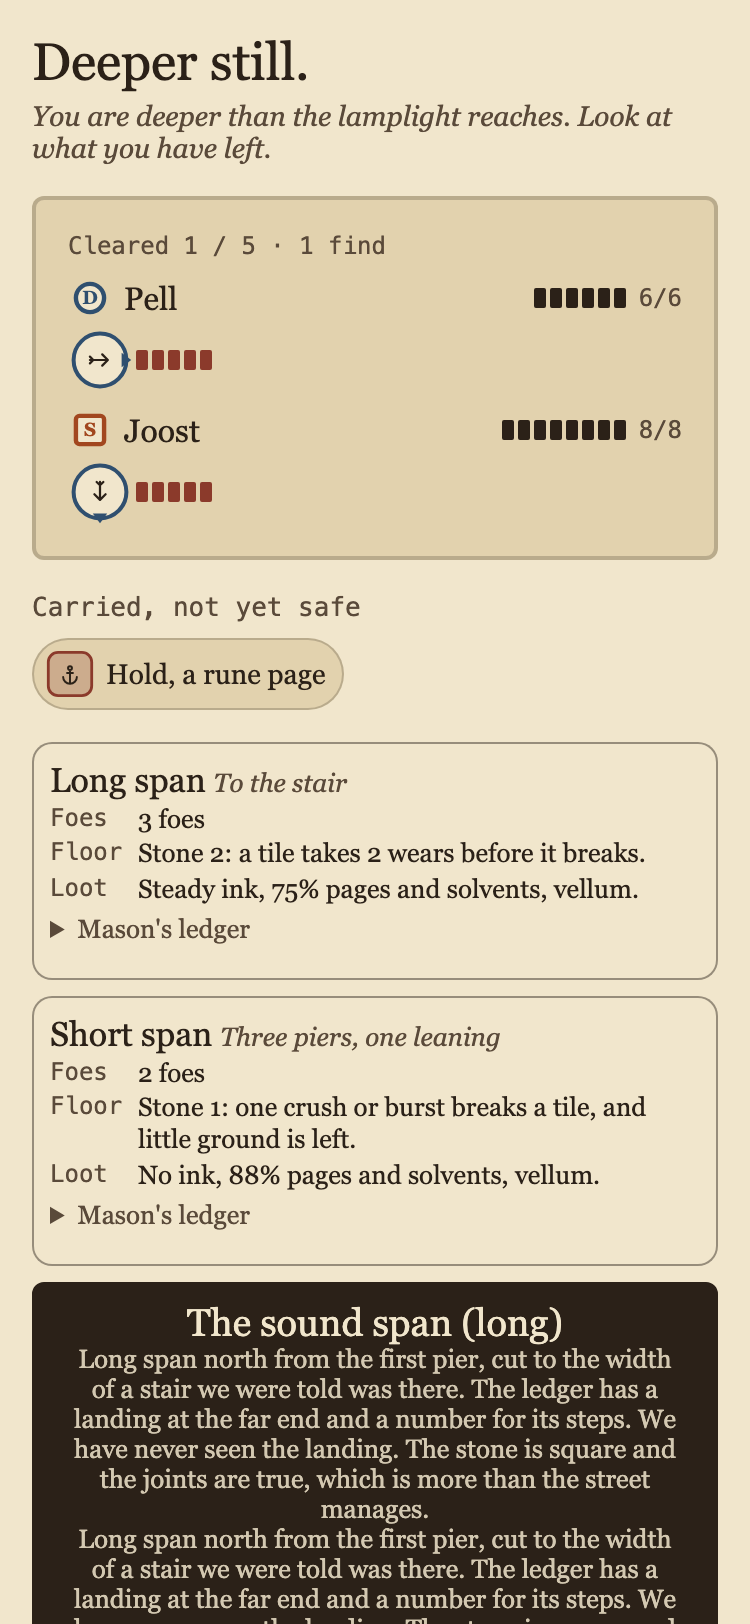 Deeper still.
You are deeper than the lamplight reaches. Look at
what you have left.
Cleared 1 / 5 · 1 find
D Pell 6/6
S Joost 8/8
Carried, not yet safe
Hold, a rune page
Long span To the stair
Foes 3 foes
Floor Stone 2: a tile takes 2 wears before it breaks.
Loot Steady ink, 75% pages and solvents, vellum.
Mason's ledger
Short span Three piers, one leaning
Foes 2 foes
Floor Stone 1: one crush or burst breaks a tile, and
little ground is left.
Loot No ink, 88% pages and solvents, vellum.
Mason's ledger
The sound span (long)
Long span north from the first pier, cut to the width
of a stair we were told was there. The ledger has a
landing at the far end and a number for its steps. We
have never seen the landing. The stone is square and
the joints are true, which is more than the street
manages.
Long span north from the first pier, cut to the width
of a stair we were told was there. The ledger has a
landing at the far end and a number for its steps. We